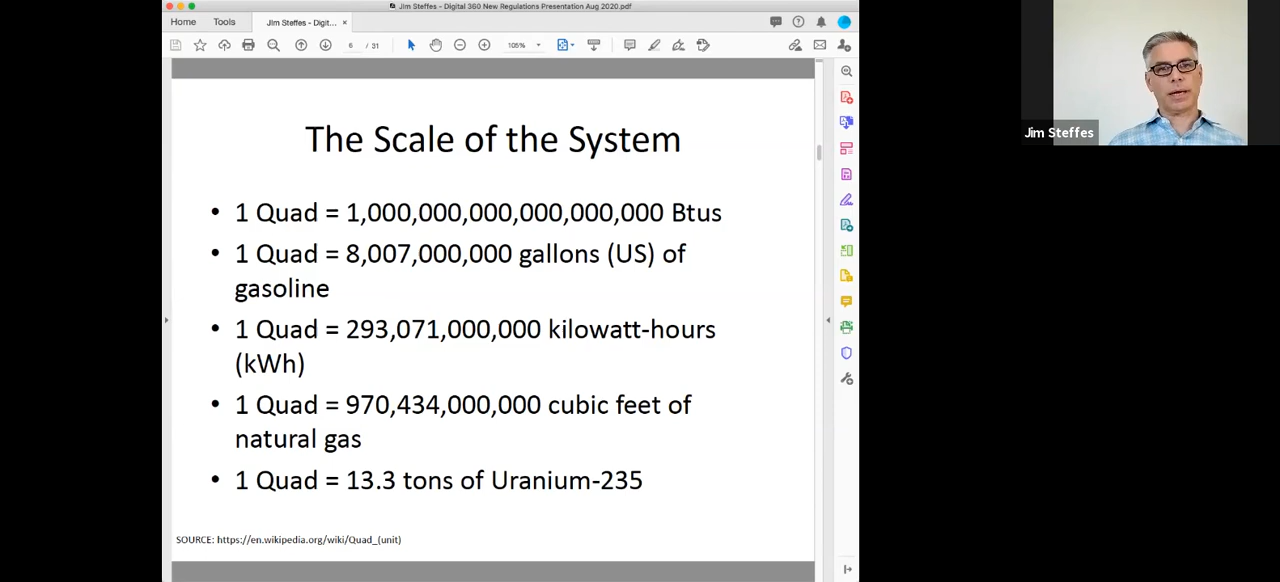 Jim Steffes - Digital 360 New Regulations Presentation Aug 2020.pdf
Home Tools Jim Steffes - Digit... ×
6 / 31 105%
The Scale of the System
• 1 Quad = 1,000,000,000,000,000 Btus
• 1 Quad = 8,007,000,000 gallons (US) of
gasoline
• 1 Quad = 293,071,000,000 kilowatt-hours
(kWh)
• 1 Quad = 970,434,000,000 cubic feet of
natural gas
• 1 Quad = 13.3 tons of Uranium-235
SOURCE: https://en.wikipedia.org/wiki/Quad_(unit)
Jim Steffes